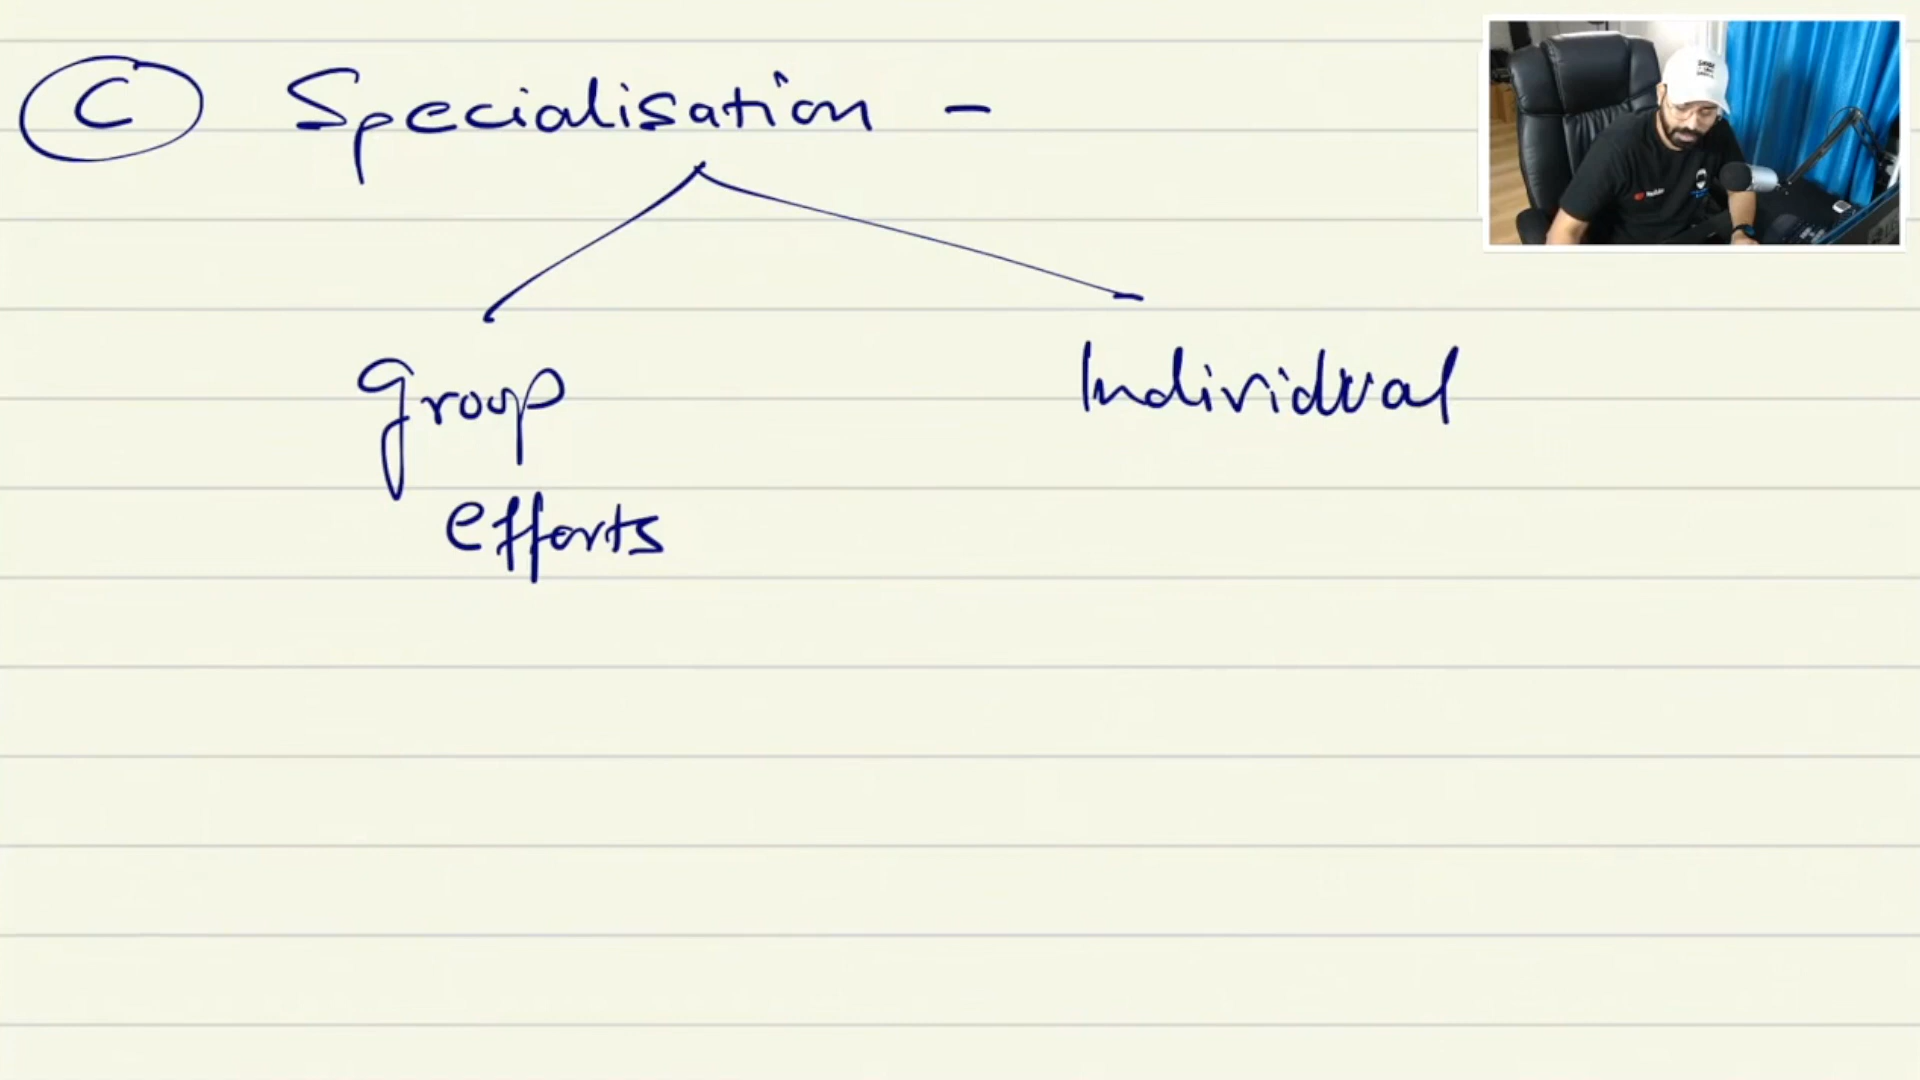 C Specialisation -
Group Individual
efforts